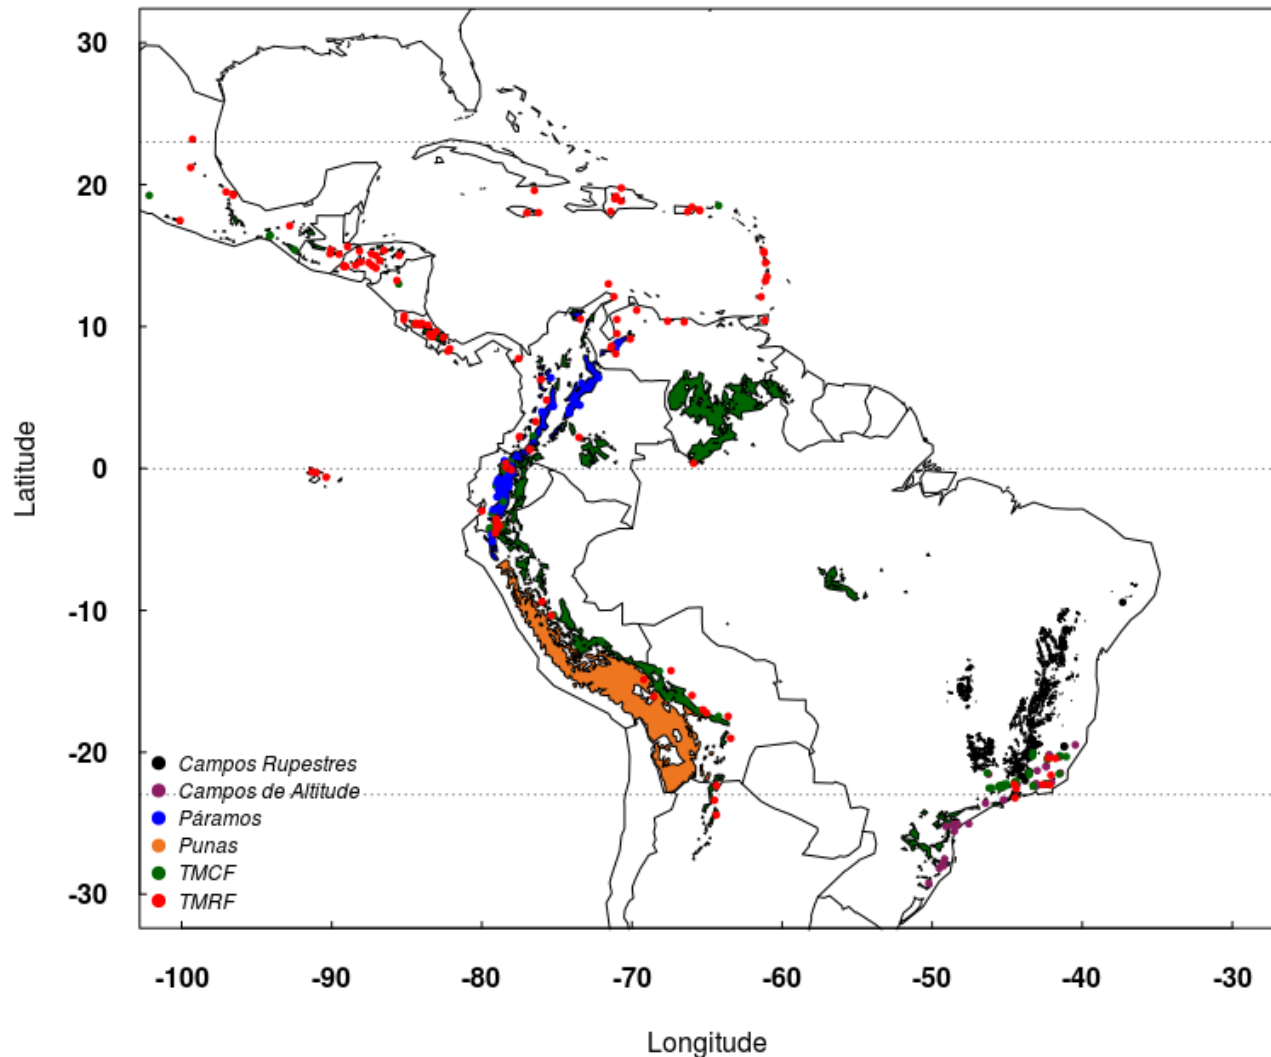 30
20
10
0
-10
-20
-30
Latitude
Campos Rupestres
Campos de Altitude
Páramos
Punas
TMCF
TMRF
-100 -90 -80 -70 -60 -50 -40 -30
Longitude